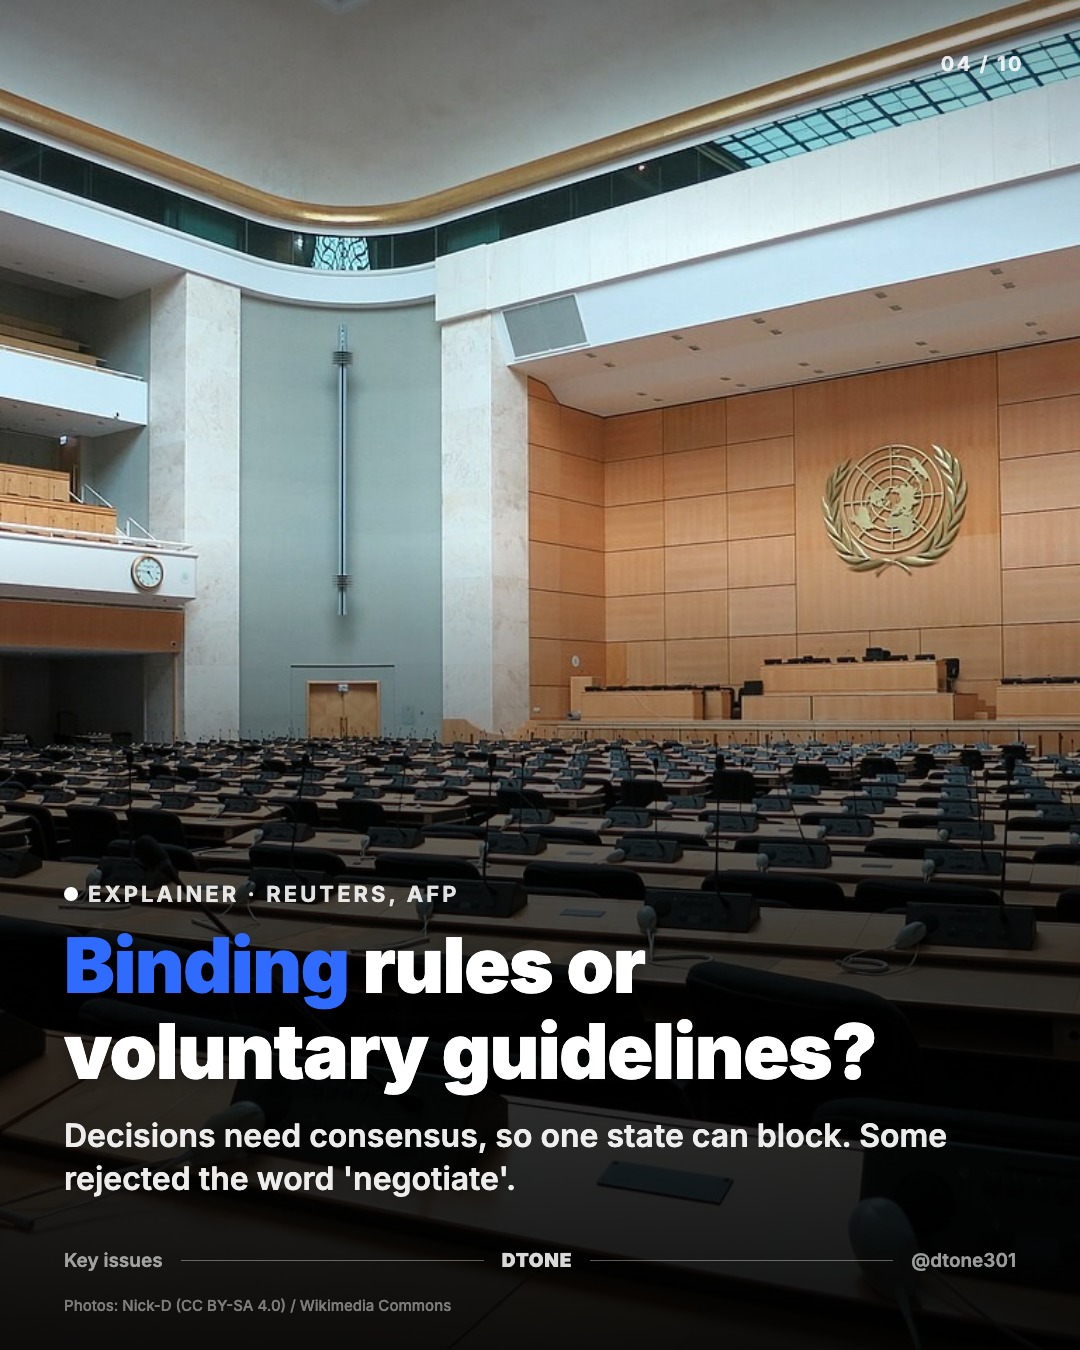 04 / 10
EXPLAINER · REUTERS, AFP
Binding rules or
voluntary guidelines?
Decisions need consensus, so one state can block. Some
rejected the word 'negotiate'.
Key issues DTONE @dtone301
Photos: Nick-D (CC BY-SA 4.0) / Wikimedia Commons